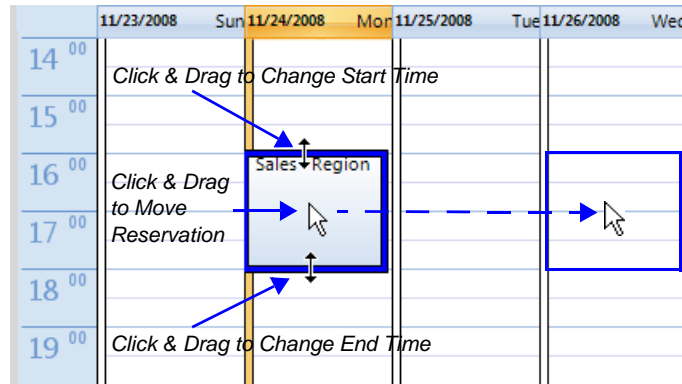 11/23/2008 Sun 11/24/2008 Mon 11/25/2008 Tue 11/26/2008 Wed
14 00
Click & Drag to Change Start Time
15 00
16 00
Sales - Region
Click & Drag
to Move
Reservation
17 00
18 00
19 00
Click & Drag to Change End Time